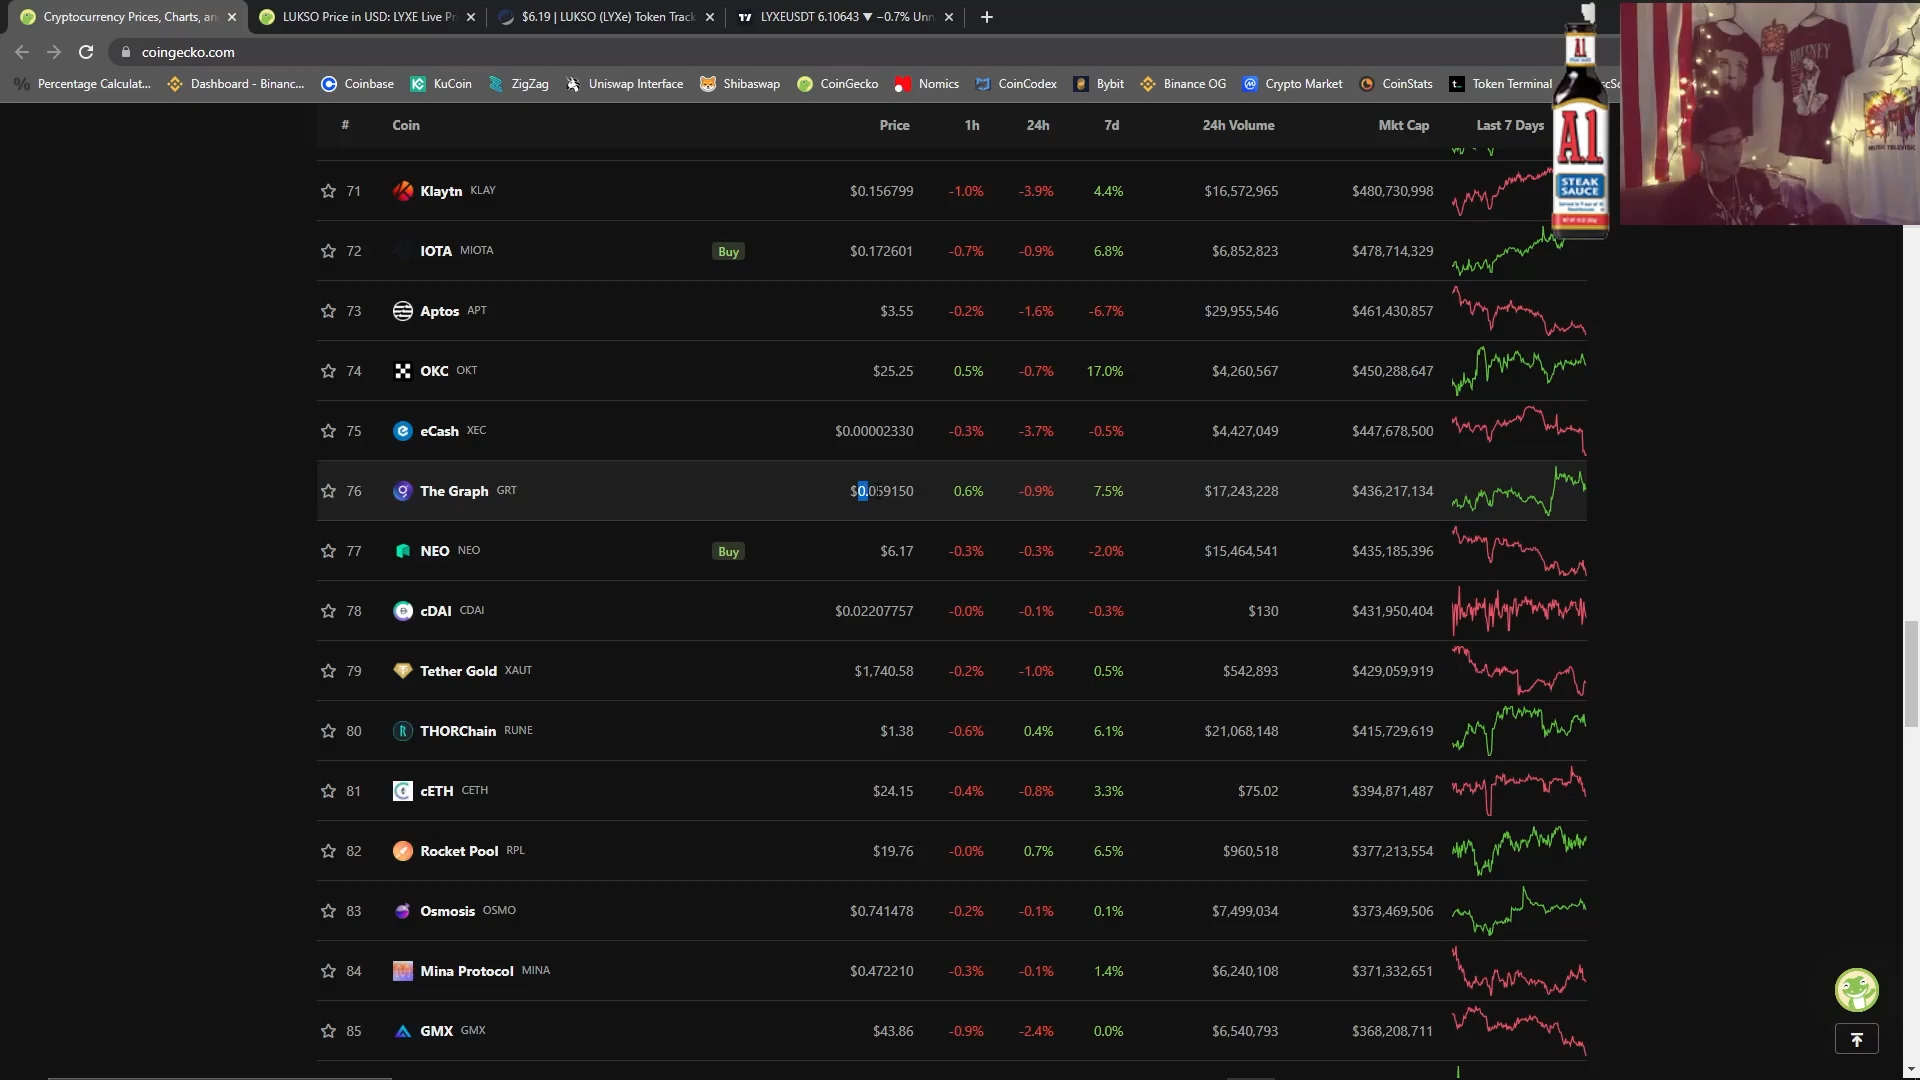 Cryptocurrency Prices, Charts, an
LUKSO Price in USD: LYXE Live Pr
$6.19 | LUKSO (LYXe) Token Track
LYXEUSDT 6.10643 ▼ −0.7% Unn
coingecko.com
Percentage Calculat... Dashboard - Binanc... Coinbase KuCoin ZigZag Uniswap Interface Shibaswap CoinGecko Nomics CoinCodex Bybit Binance OG Crypto Market CoinStats Token Terminal
# Coin Price 1h 24h 7d 24h Volume Mkt Cap Last 7 Days
71 Klaytn KLAY $0.156799 -1.0% -3.9% 4.4% $16,572,965 $480,730,998
72 IOTA MIOTA Buy $0.172601 -0.7% -0.9% 6.8% $6,852,823 $478,714,329
73 Aptos APT $3.55 -0.2% -1.6% -6.7% $29,955,546 $461,430,857
74 OKC OKT $25.25 0.5% -0.7% 17.0% $4,260,567 $450,288,647
75 eCash XEC $0.00002330 -0.3% -3.7% -0.5% $4,427,049 $447,678,500
76 The Graph GRT $0.059150 0.6% -0.9% 7.5% $17,243,228 $436,217,134
77 NEO NEO Buy $6.17 -0.3% -0.3% -2.0% $15,464,541 $435,185,396
78 cDAI CDAI $0.02207757 -0.0% -0.1% -0.3% $130 $431,950,404
79 Tether Gold XAUT $1,740.58 -0.2% -1.0% 0.5% $542,893 $429,059,919
80 THORChain RUNE $1.38 -0.6% 0.4% 6.1% $21,068,148 $415,729,619
81 cETH CETH $24.15 -0.4% -0.8% 3.3% $75.02 $394,871,487
82 Rocket Pool RPL $19.76 -0.0% 0.7% 6.5% $960,518 $377,213,554
83 Osmosis OSMO $0.741478 -0.2% -0.1% 0.1% $7,499,034 $373,469,506
84 Mina Protocol MINA $0.472210 -0.3% -0.1% 1.4% $6,240,108 $371,332,651
85 GMX GMX $43.86 -0.9% -2.4% 0.0% $6,540,793 $368,208,711
A1
STEAK
SAUCE